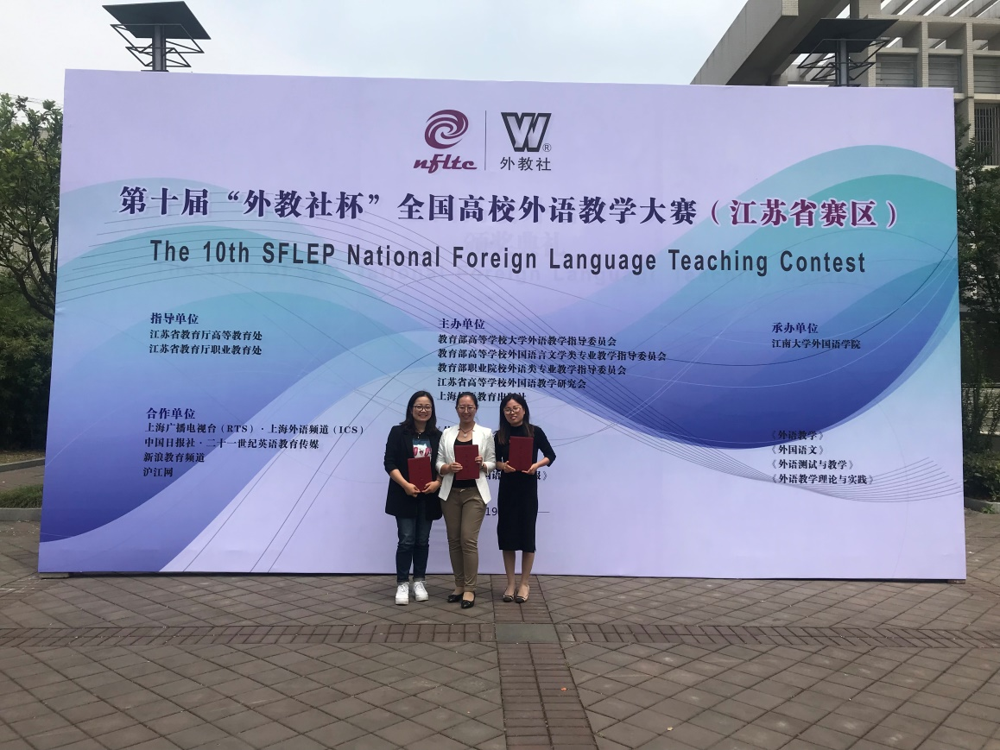 nfltc
W®
外教社
第十届“外教社杯”全国高校外语教学大赛（江苏省赛区）
The 10th SFLEP National Foreign Language Teaching Contest
指导单位
江苏省教育厅高等教育处
江苏省教育厅职业教育处
主办单位
教育部高等学校大学外语教学指导委员会
教育部高等学校外国语言文学类专业教学指导委员会
教育部职业院校外语类专业教学指导委员会
江苏省高等学校外国语教学研究会
上海 教育出版社
承办单位
江南大学外国语学院
合作单位
上海广播电视台（RTS）·上海外语频道（ICS）
中国日报社·二十一世纪英语教育传媒
新浪教育频道
沪江网
报》
《外语教学》
《外国语文》
《外语测试与教学》
《外语教学理论与实践》
19